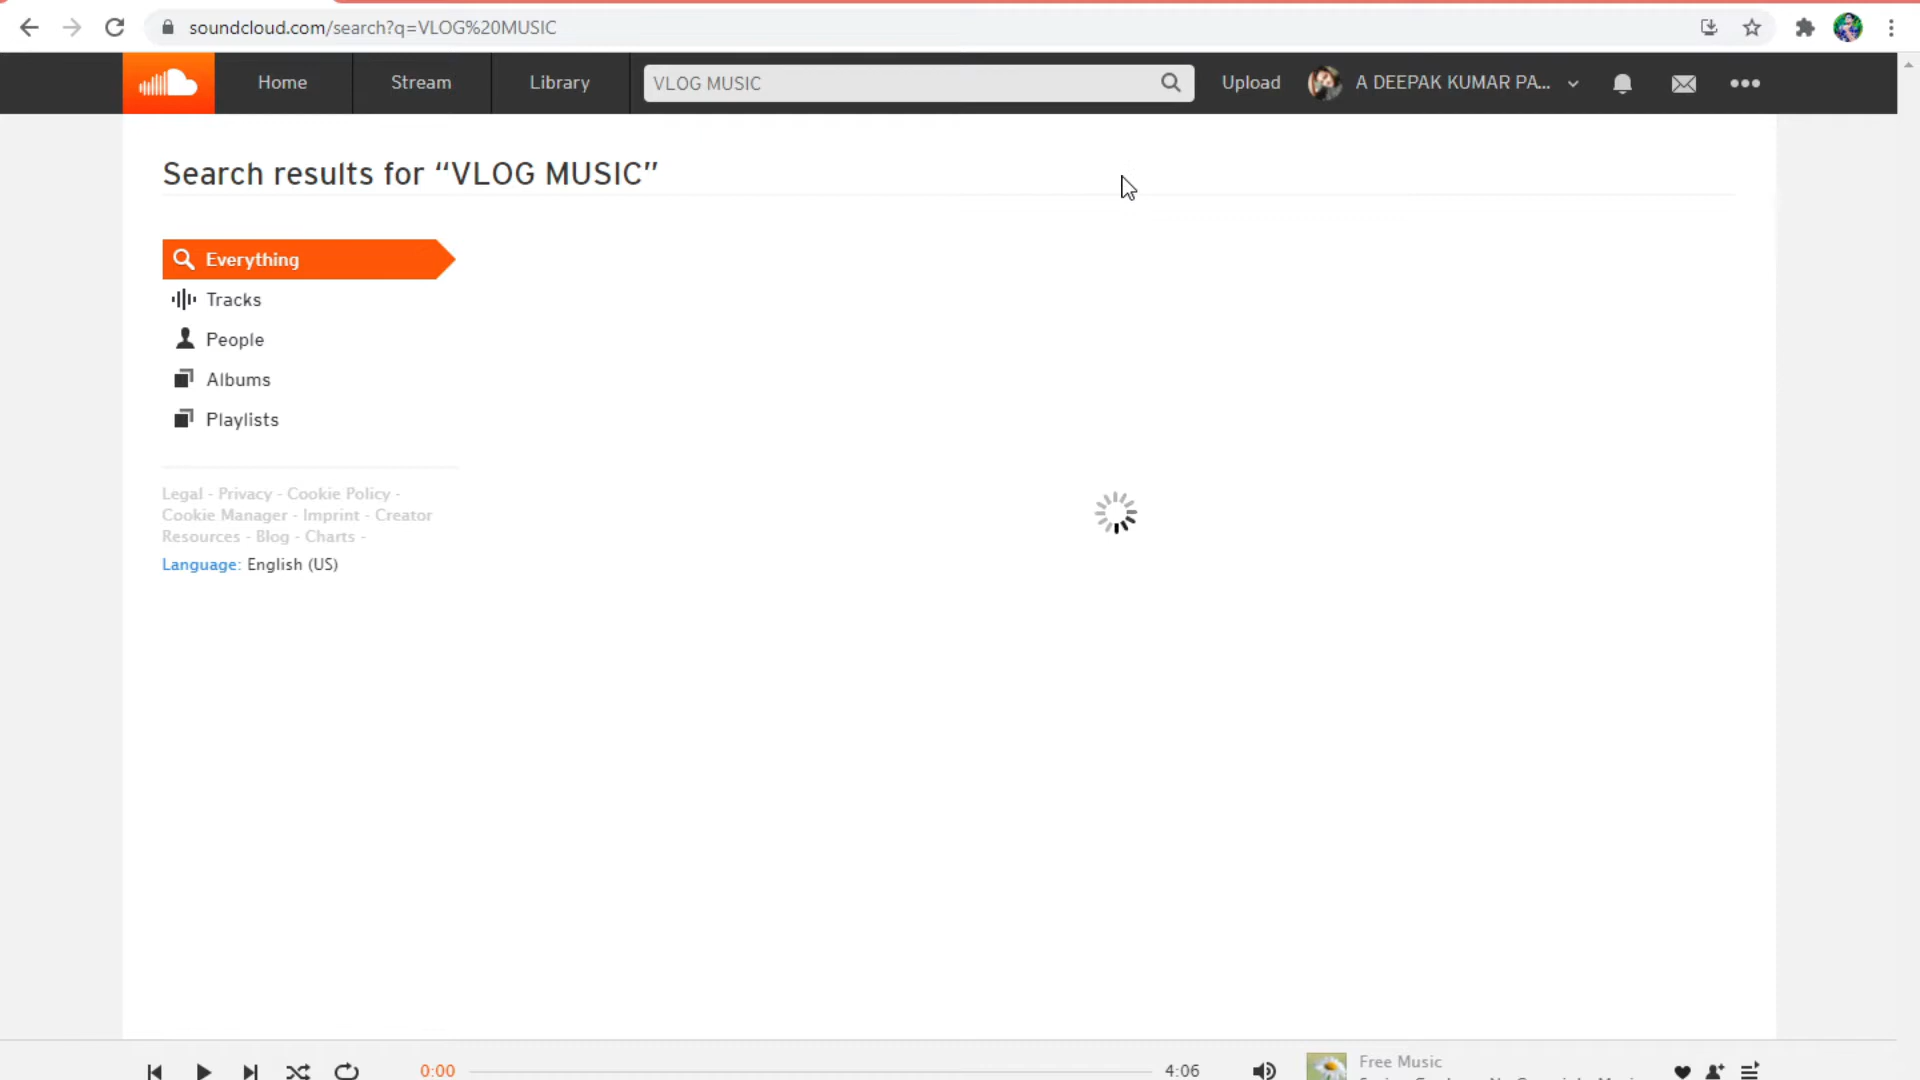 soundcloud.com/search?q=VLOG%20MUSIC
Home Stream Library VLOG MUSIC Upload A DEEPAK KUMAR PA...
Search results for “VLOG MUSIC”
Everything
Tracks
People
Albums
Playlists
Legal - Privacy - Cookie Policy -
Cookie Manager - Imprint - Creator
Resources - Blog - Charts -
Language: English (US)
0:00 4:06 Free Music